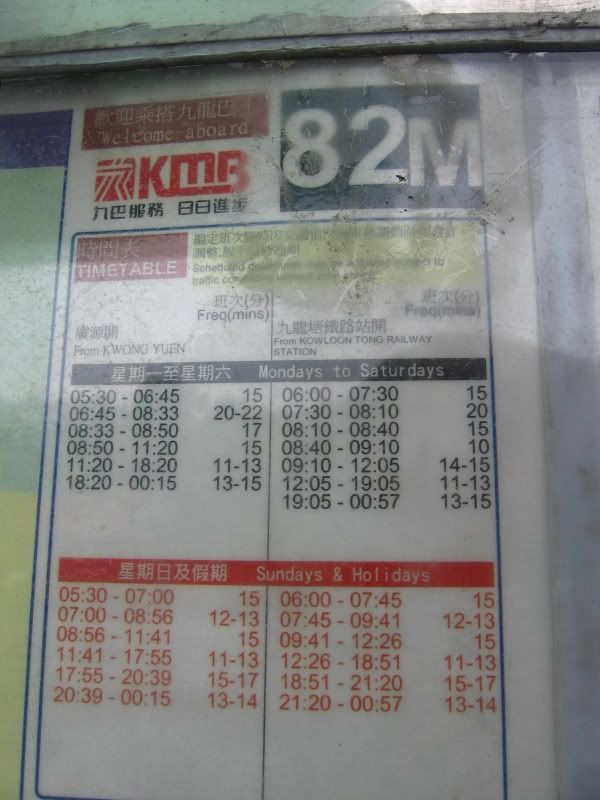 歡迎乘搭九龍巴
Welcome aboard
82M
KMB
九巴服務 日日進步
時間表
TIMETABLE
調整
Scheduling
traffic
班次(分)
Freq(mins)
班次(分)
Freq(mins)
廣源開
From KWONG YUEN
九龍塘鐵路站開
From KOWLOON TONG RAILWAY
STATION
星期一至星期六 Mondays to Saturdays
05:30 - 06:45 15 06:00 - 07:30 15
06:45 - 08:33 20-22 07:30 - 08:10 20
08:33 - 08:50 17 08:10 - 08:40 15
08:50 - 11:20 15 08:40 - 09:10 10
11:20 - 18:20 11-13 09:10 - 12:05 14-15
18:20 - 00:15 13-15 12:05 - 19:05 11-13
19:05 - 00:57 13-15
星期日及假期 Sundays & Holidays
05:30 - 07:00 15 06:00 - 07:45 15
07:00 - 08:56 12-13 07:45 - 09:41 12-13
08:56 - 11:41 15 09:41 - 12:26 15
11:41 - 17:55 11-13 12:26 - 18:51 11-13
17:55 - 20:39 15-17 18:51 - 21:20 15-17
20:39 - 00:15 13-14 21:20 - 00:57 13-14